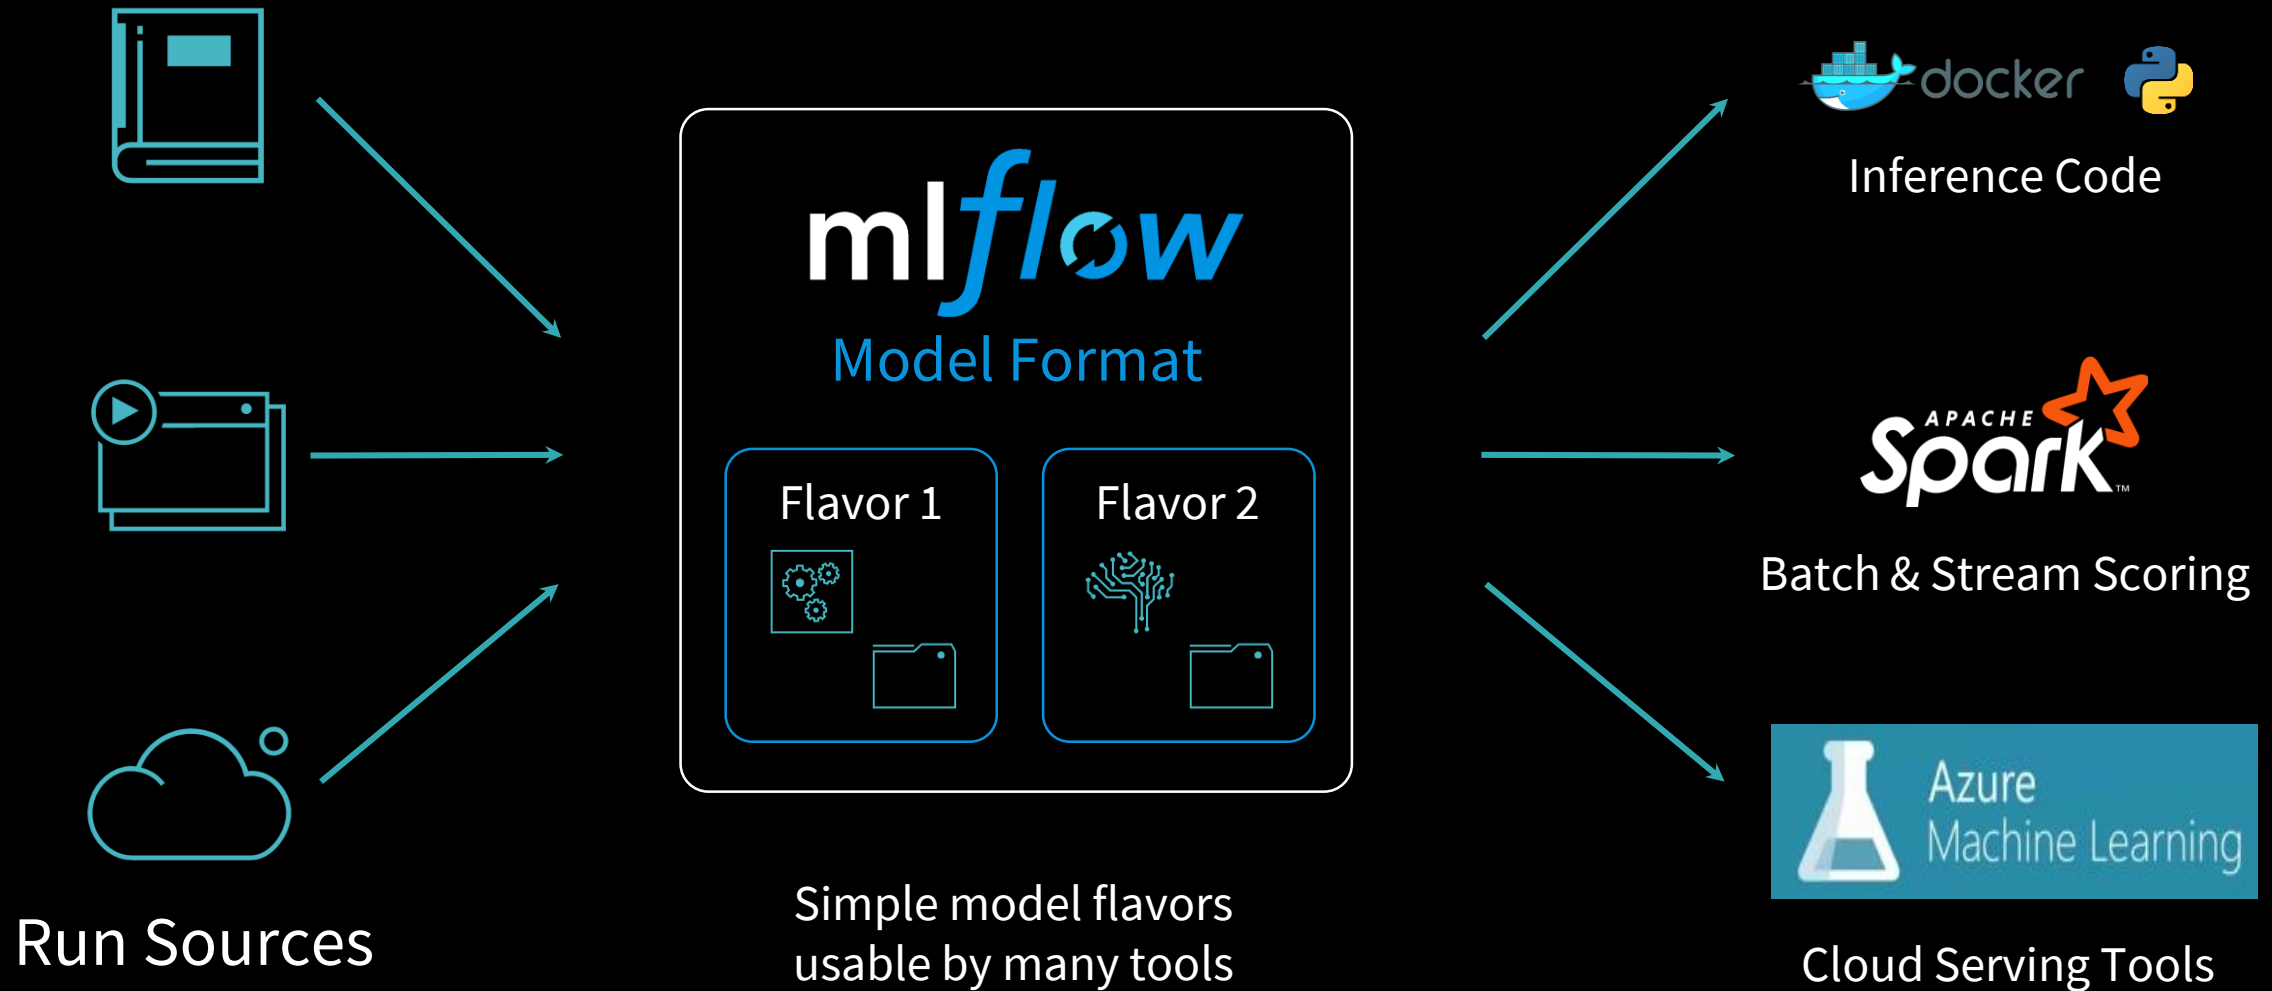 mlflow
Model Format
Flavor 1
Flavor 2
Simple model flavors
usable by many tools
Run Sources
docker
Inference Code
APACHE
Spark™
Batch & Stream Scoring
Azure
Machine Learning
Cloud Serving Tools